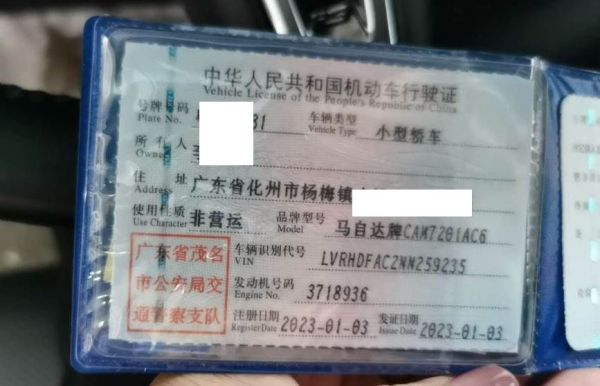 中华人民共和国机动车行驶证
Vehicle License of the People's Republic of China
号牌号码 31 车辆类型 小型轿车
Plate No. Vehicle Type
所有人
Owner
住址 广东省化州市杨梅镇
Address
使用性质 非营运 品牌型号 马自达牌CAM7201AC6
Use Character Model
广东省茂名
市公安局交
通警察支队
车辆识别代号 LVRHDFAC2NN259235
VIN
发动机号码 3718936
Engine No.
注册日期 2023-01-03 发证日期 2023-01-03
Register Date Issue Date